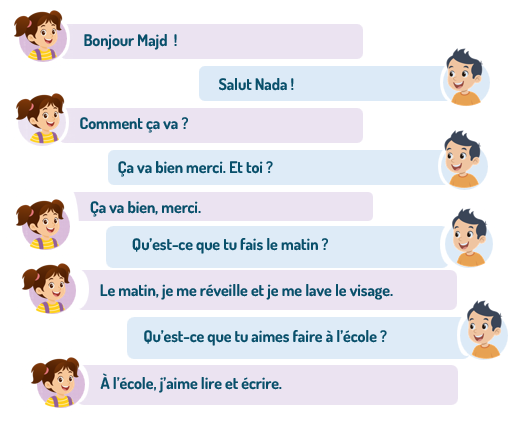 Bonjour Majd !
Salut Nada !
Comment ça va ?
Ça va bien merci. Et toi ?
Ça va bien, merci.
Qu'est-ce que tu fais le matin ?
Le matin, je me réveille et je me lave le visage.
Qu'est-ce que tu aimes faire à l'école ?
À l'école, j'aime lire et écrire.